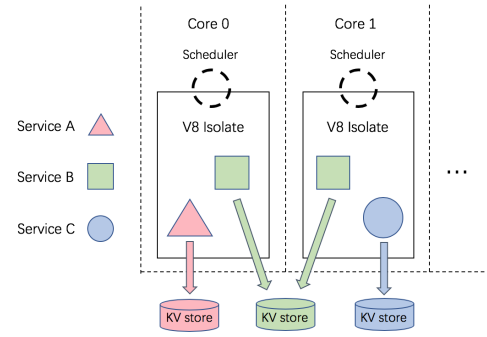 Core 0
Core 1
Scheduler
Scheduler
V8 Isolate
V8 Isolate
Service A
Service B
Service C
...
KV store
KV store
KV store